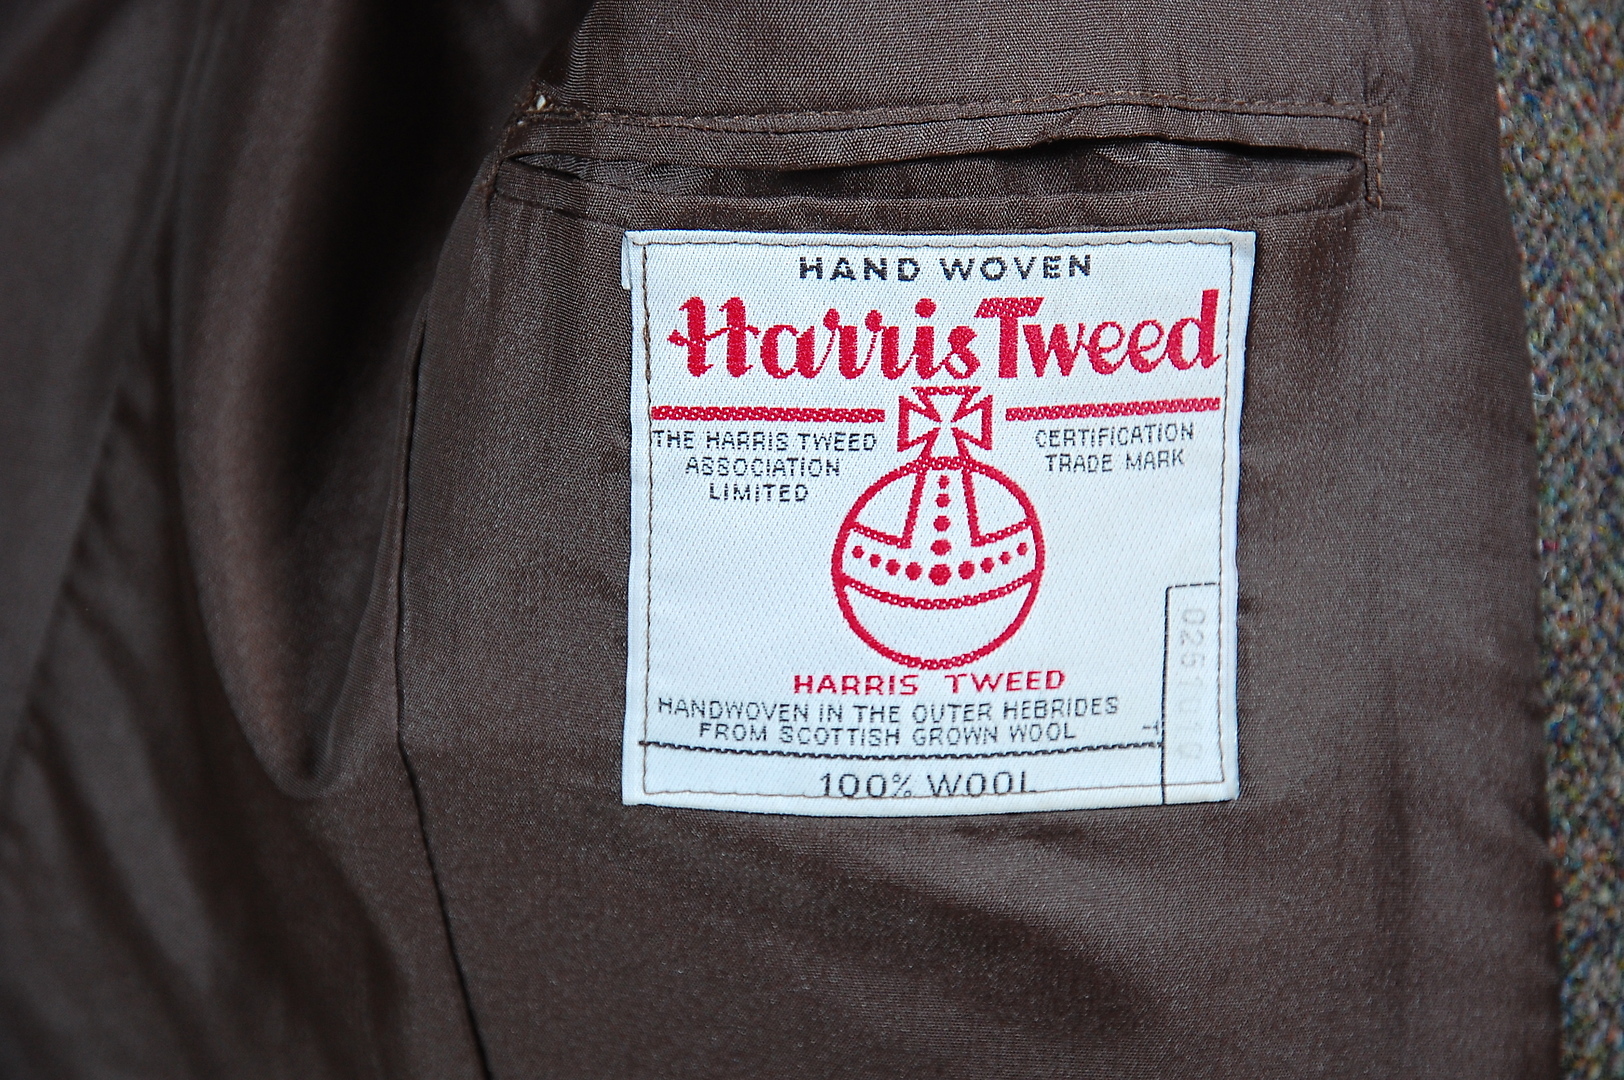 HAND WOVEN
Harris Tweed
THE HARRIS TWEED
ASSOCIATION
LIMITED
CERTIFICATION
TRADE MARK
HARRIS TWEED
HANDWOVEN IN THE OUTER HEBRIDES
FROM SCOTTISH GROWN WOOL
100% WOOL